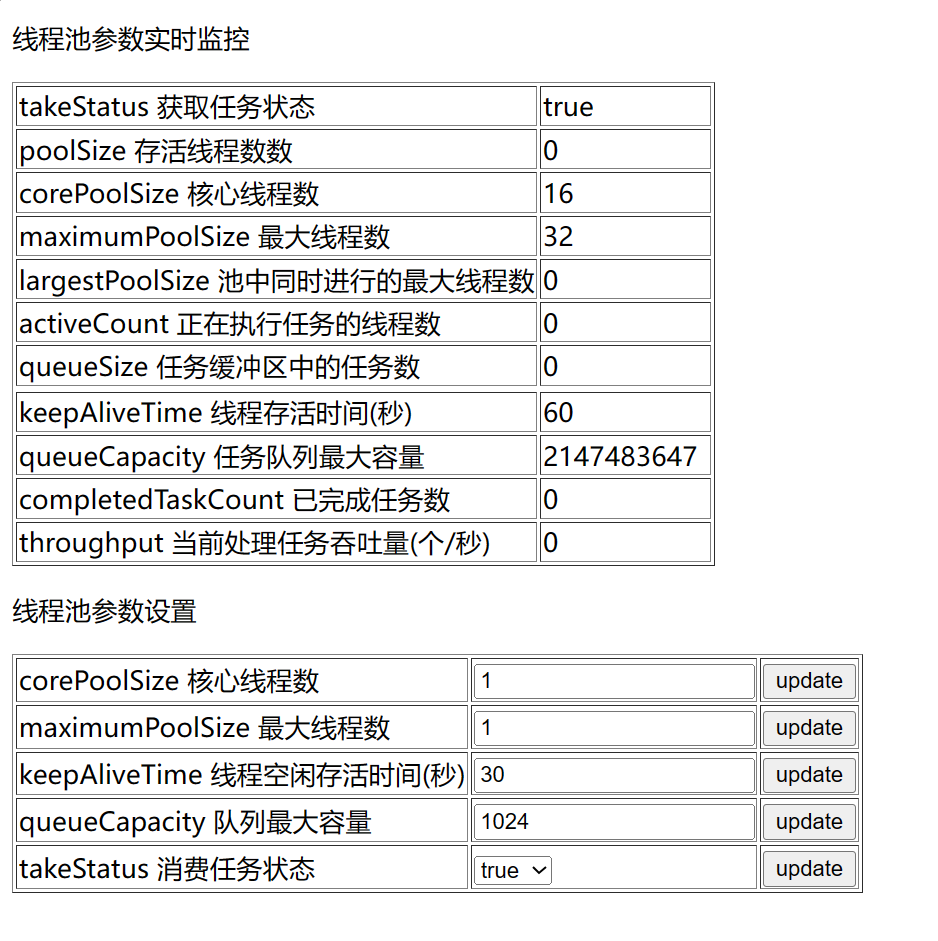 线程池参数实时监控
takeStatus 获取任务状态 true
poolSize 存活线程数数 0
corePoolSize 核心线程数 16
maximumPoolSize 最大线程数 32
largestPoolSize 池中同时进行的最大线程数 0
activeCount 正在执行任务的线程数 0
queueSize 任务缓冲区中的任务数 0
keepAliveTime 线程存活时间(秒) 60
queueCapacity 任务队列最大容量 2147483647
completedTaskCount 已完成任务数 0
throughput 当前处理任务吞吐量(个/秒) 0
线程池参数设置
corePoolSize 核心线程数 1 update
maximumPoolSize 最大线程数 1 update
keepAliveTime 线程空闲存活时间(秒) 30 update
queueCapacity 队列最大容量 1024 update
takeStatus 消费任务状态 true update